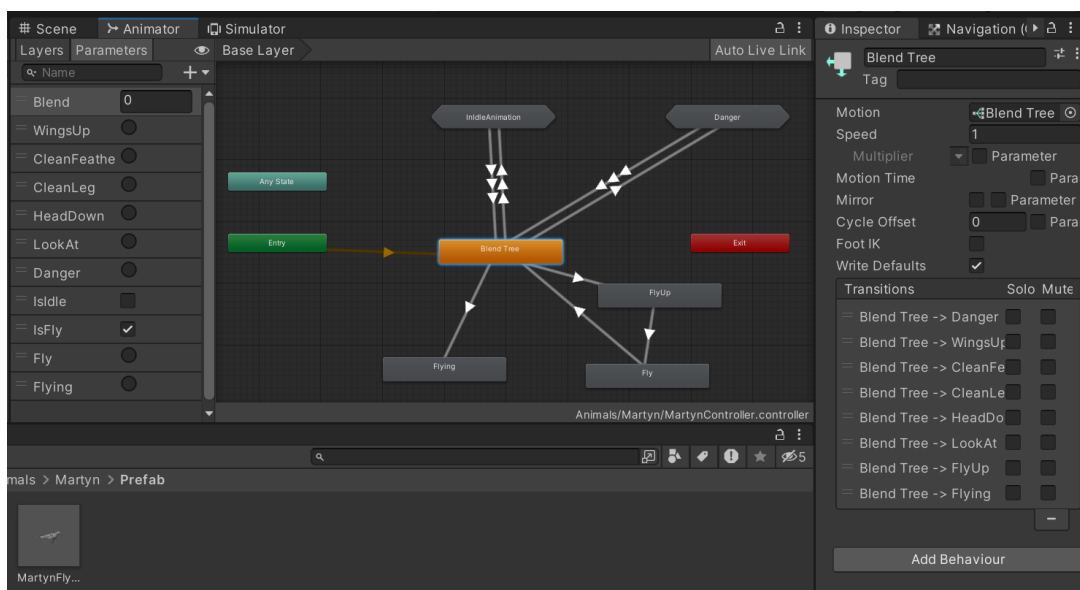 Scene
Animator
Simulator
Layers
Parameters
Base Layer
Auto Live Link
Name
Blend
0
WingsUp
CleanFeathe
CleanLeg
HeadDown
LookAt
Danger
IsIdle
IsFly
Fly
Flying
InIdleAnimation
Danger
Any State
Entry
Blend Tree
Exit
FlyUp
Flying
Fly
Animals/Martyn/MartynController.controller
5
mals > Martyn > Prefab
MartynFly...
Inspector
Navigation (
Blend Tree
Tag
Motion
Blend Tree
Speed
1
Multiplier
Parameter
Motion Time
Para
Mirror
Parameter
Cycle Offset
0
Para
Foot IK
Write Defaults
Transitions
Solo Mute
Blend Tree -> Danger
Blend Tree -> WingsUp
Blend Tree -> CleanFe
Blend Tree -> CleanLe
Blend Tree -> HeadDo
Blend Tree -> LookAt
Blend Tree -> FlyUp
Blend Tree -> Flying
Add Behaviour